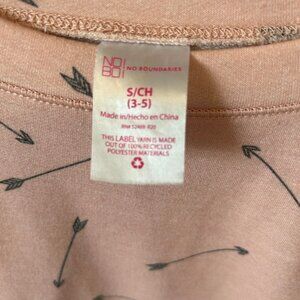 NO
BO
NO BOUNDARIES
S/CH
(3-5)
Made in/Hecho en China
THIS LABEL YARN IS MADE
OUT OF 100% RECYCLED
POLYESTER MATERIALS